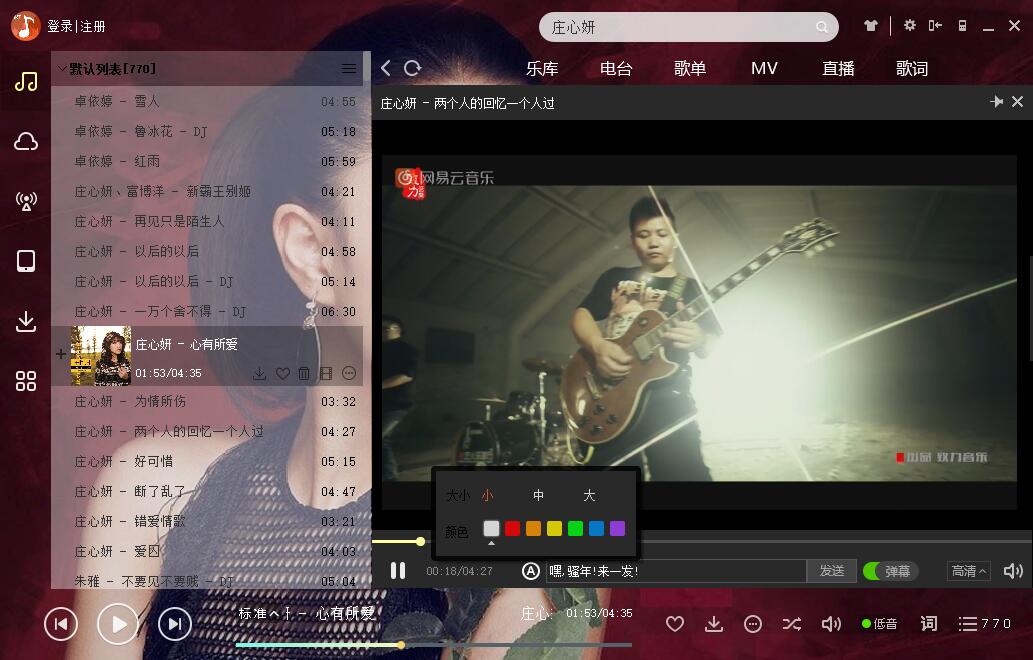 登录|注册
庄心妍
默认列表[770]
卓依婷 - 雪人 04:55
卓依婷 - 鲁冰花 - DJ 05:18
卓依婷 - 红雨 05:59
庄心妍、富博洋 - 新霸王别姬 04:21
庄心妍 - 再见只是陌生人 04:11
庄心妍 - 以后的以后 04:58
庄心妍 - 以后的以后 - DJ 05:14
庄心妍 - 一万个舍不得 - DJ 06:30
庄心妍 - 心有所爱
01:53/04:35
庄心妍 - 为情所伤 03:32
庄心妍 - 两个人的回忆一个人过 04:27
庄心妍 - 好可惜 05:15
庄心妍 - 断了乱了 04:47
庄心妍 - 错爱情歌 03:21
庄心妍 - 爱囚 04:03
朱雅 - 不要见不要贱 - DJ 05:04
乐库 电台 歌单 MV 直播 歌词
庄心妍 - 两个人的回忆一个人过
网易云音乐
出品 致力音乐
大小 小 中 大
颜色
00:18/04:27 A 嘿,骚年!来一发! 发送 弹幕 高清
标准 - 心有所爱 庄心: 01:53/04:35
低音 词 770